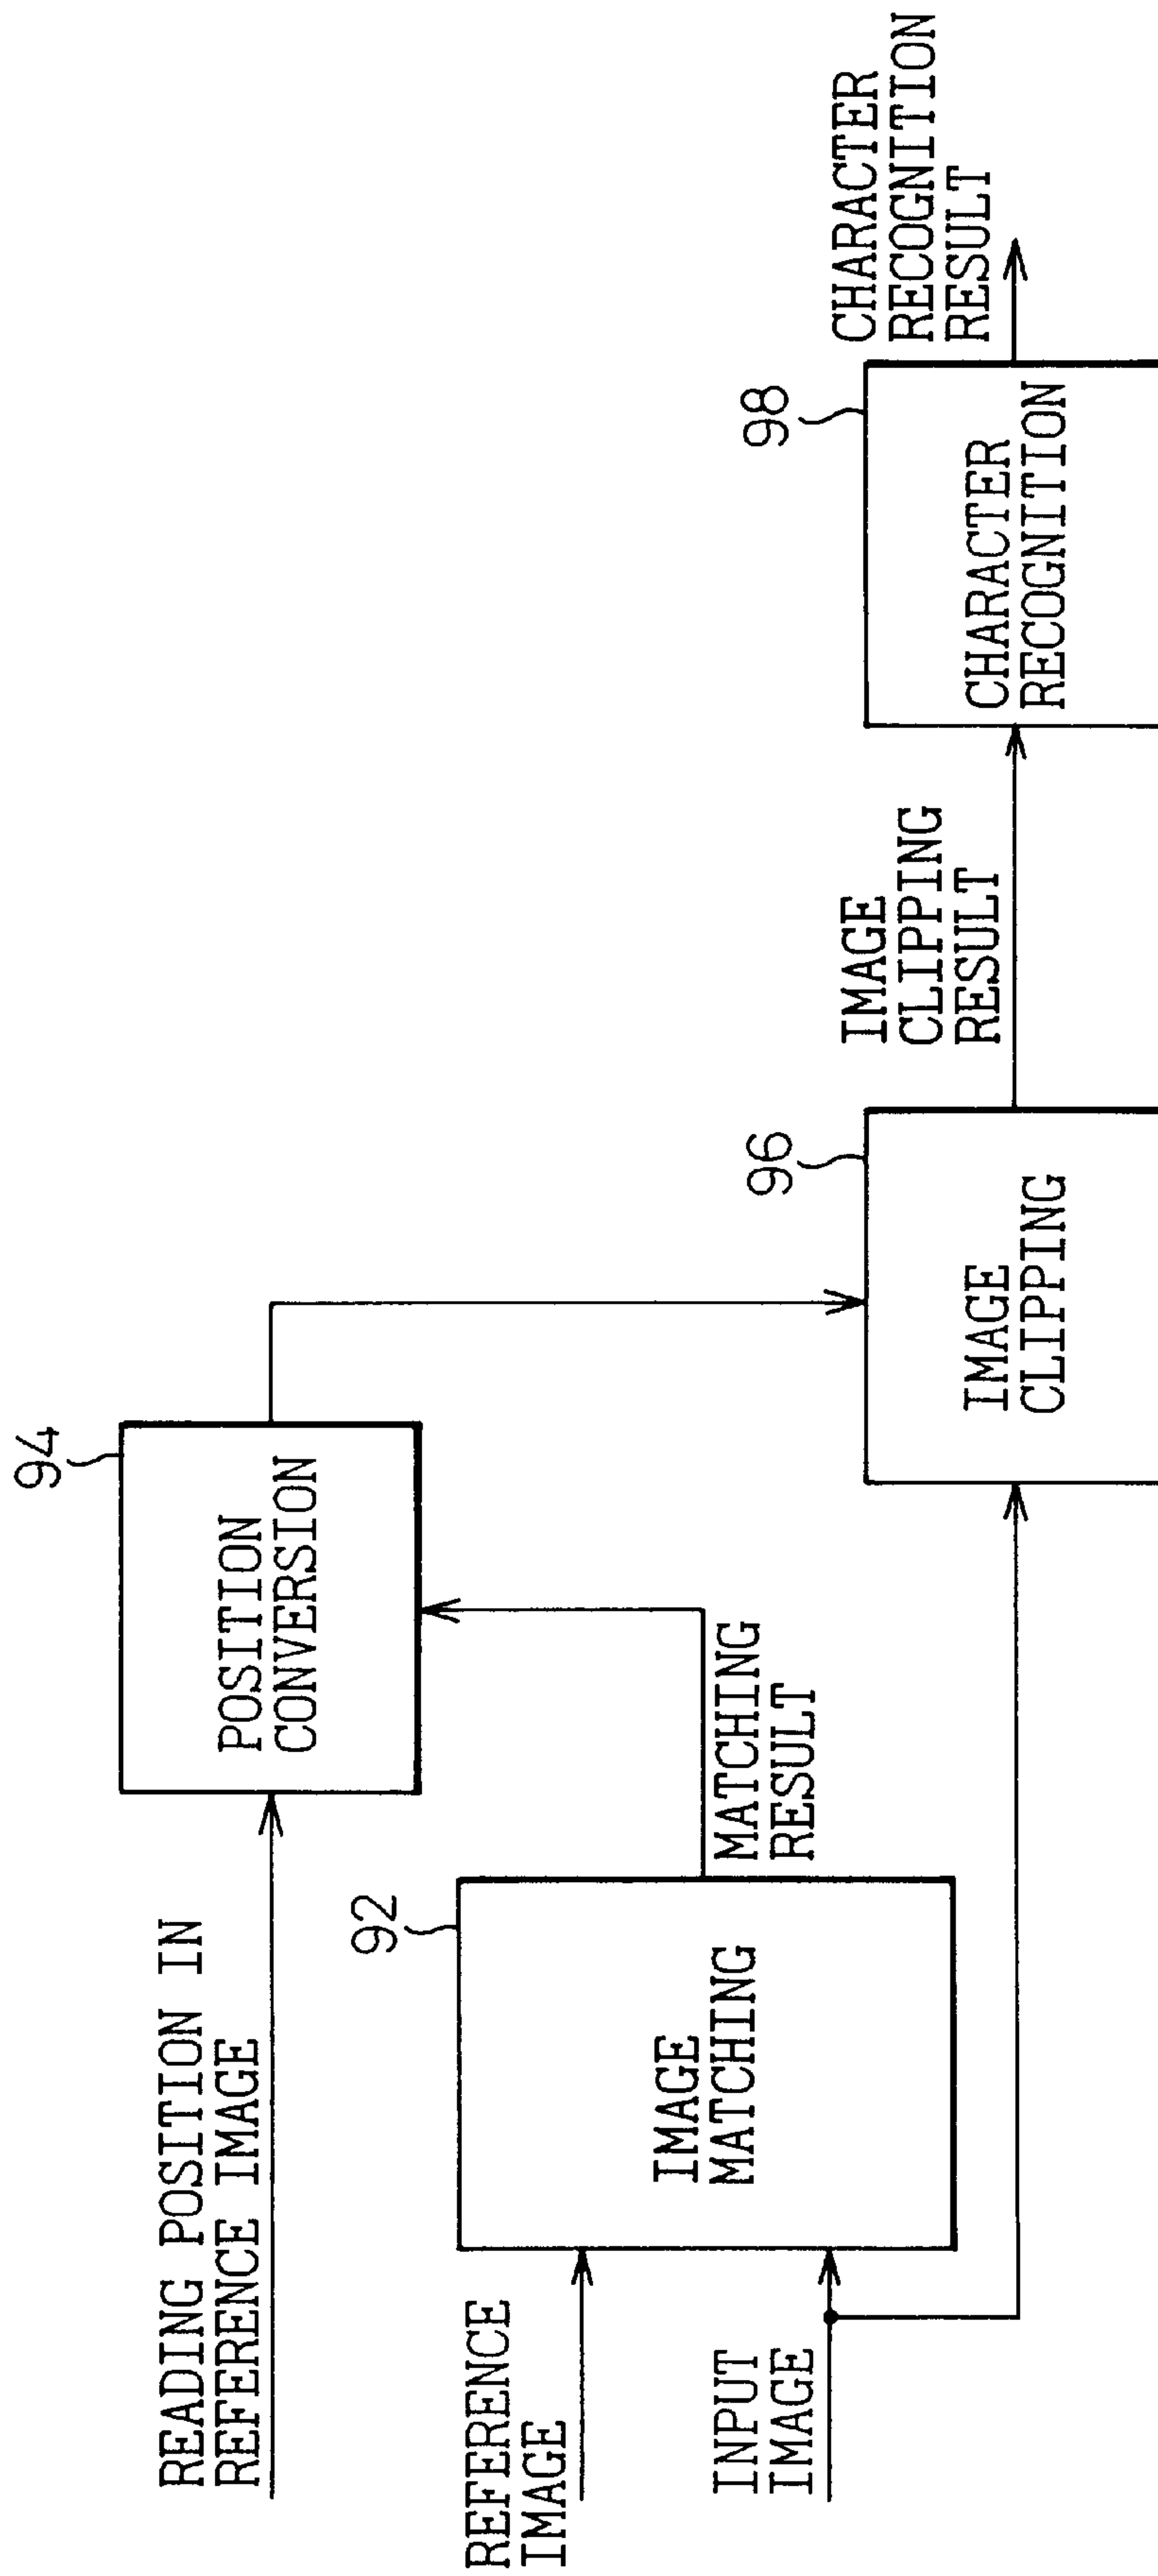 READING POSITION IN
REFERENCE IMAGE
94
POSITION
CONVERSION
REFERENCE
IMAGE
92
IMAGE
MATCHING
MATCHING
RESULT
INPUT
IMAGE
96
IMAGE
CLIPPING
IMAGE
CLIPPING
RESULT
98
CHARACTER
RECOGNITION
CHARACTER
RECOGNITION
RESULT